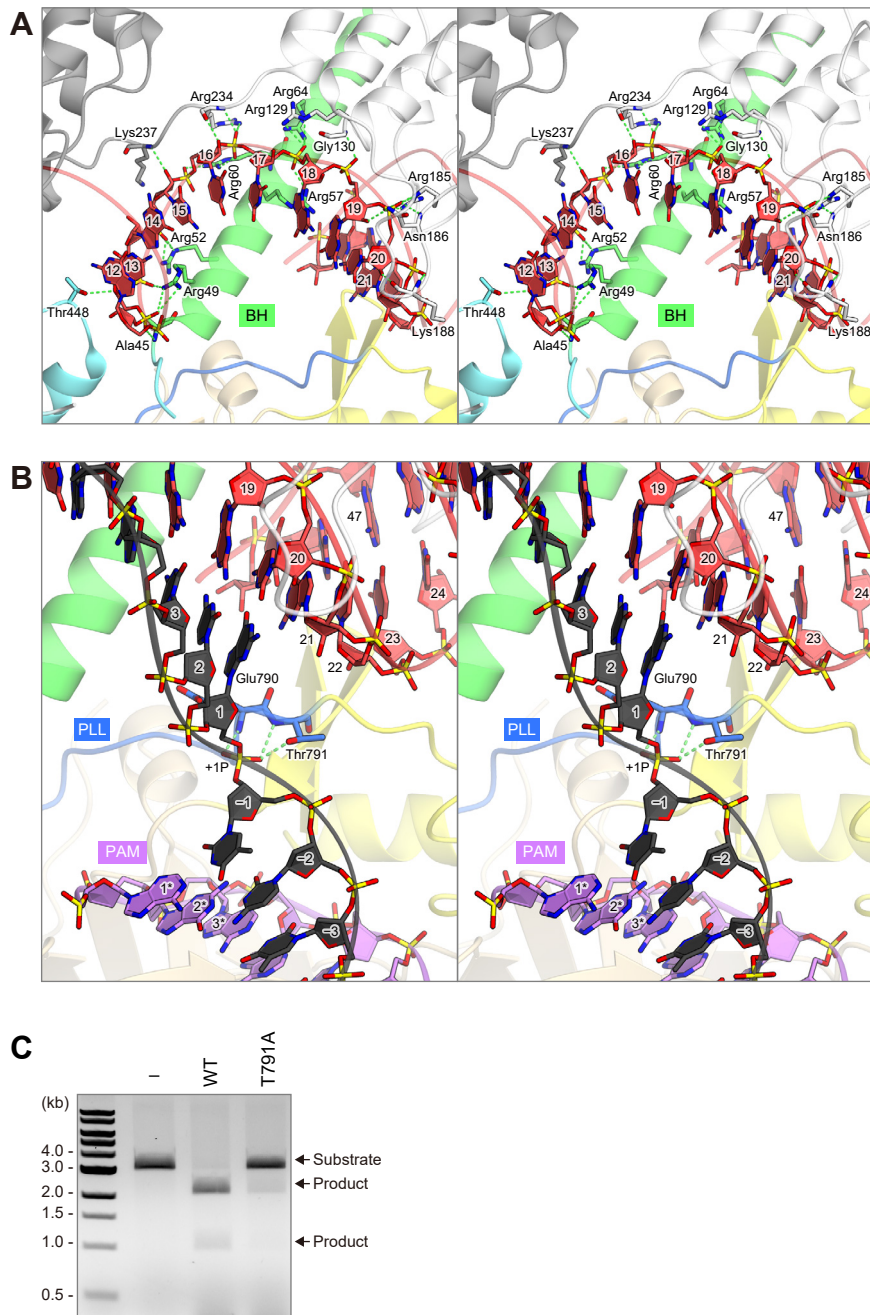 A
Arg64
Arg234
Arg129
Lys237
Gly130
16
17
18
Arg60
Arg185
15
Arg57
19
14
Arg52
Asn186
12
13
20
21
Arg49
Thr448
BH
Lys188
Ala45
Arg64
Arg234
Arg129
Lys237
Gly130
16
17
18
Arg60
Arg185
15
Arg57
19
14
Arg52
Asn186
12
13
20
21
Arg49
Thr448
BH
Lys188
Ala45
B
19
47
20
24
3
21
23
22
2
Glu790
1
PLL
Thr791
+1P
−1
PAM
−2
1*
2*
3*
−3
19
47
20
24
3
21
23
22
2
Glu790
1
PLL
Thr791
+1P
−1
PAM
−2
1*
2*
3*
−3
C
– WT T791A
(kb)
4.0 -
3.0 -
Substrate
Product
2.0 -
1.5 -
1.0 -
Product
0.5 -